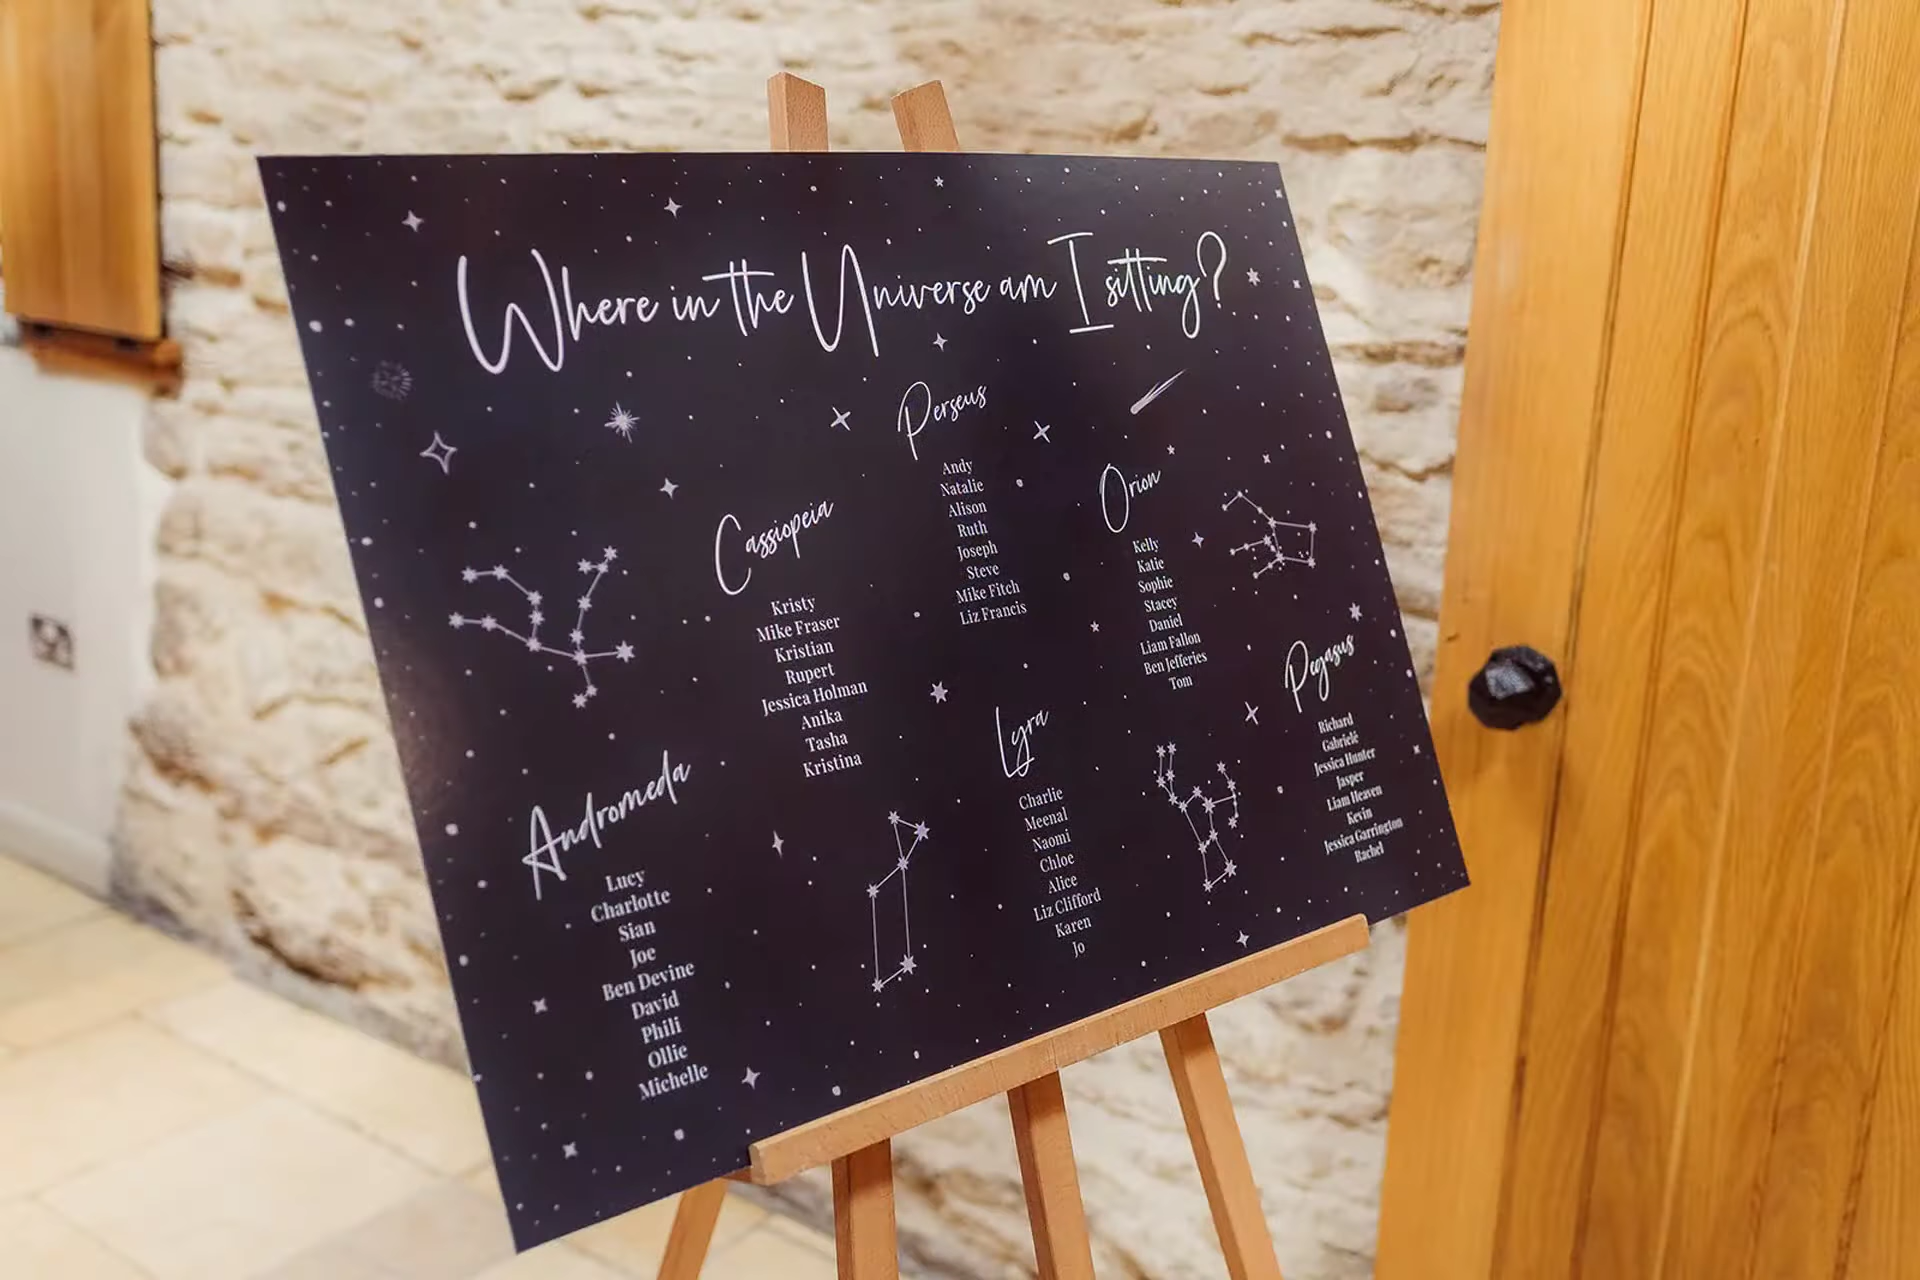 Where in the Universe am I sitting?
Perseus
Andy
Natalie
Alison
Ruth
Joseph
Steve
Mike Fitch
Liz Francis
Orion
Kelly
Katie
Sophie
Stacey
Daniel
Liam Fallon
Ben Jefferies
Tom
Cassiopeia
Kristy
Mike Fraser
Kristian
Rupert
Jessica Holman
Anika
Tasha
Kristina
Pegasus
Richard
Gabrielė
Jessica Hunter
Jasper
Liam Heaven
Kevin
Jessica Garrington
Rachel
Lyra
Charlie
Meenal
Naomi
Chloe
Alice
Liz Clifford
Karen
Jo
Andromeda
Lucy
Charlotte
Sian
Joe
Ben Devine
David
Phili
Ollie
Michelle